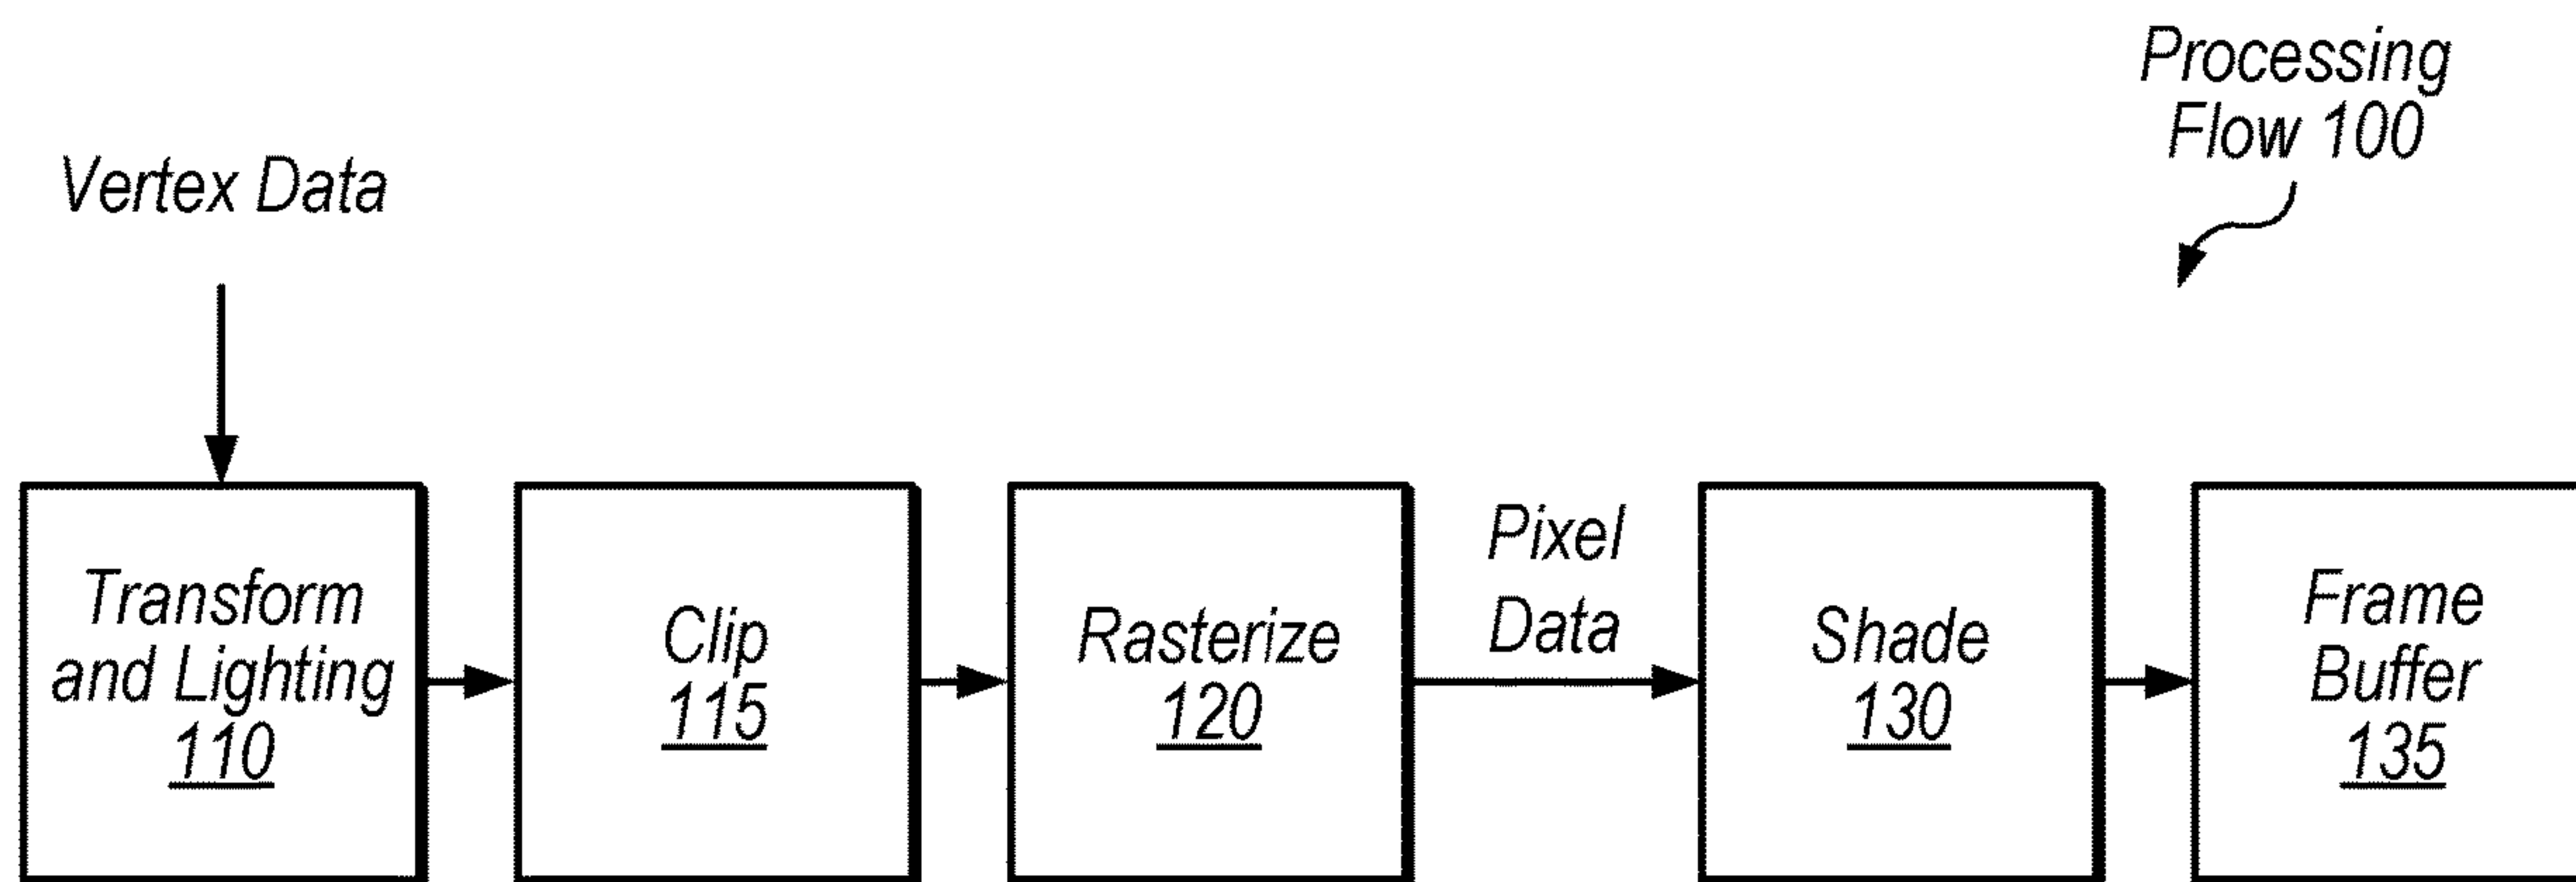 Processing
Flow 100
Vertex Data
Transform
and Lighting
110
Clip
115
Rasterize
120
Pixel
Data
Shade
130
Frame
Buffer
135